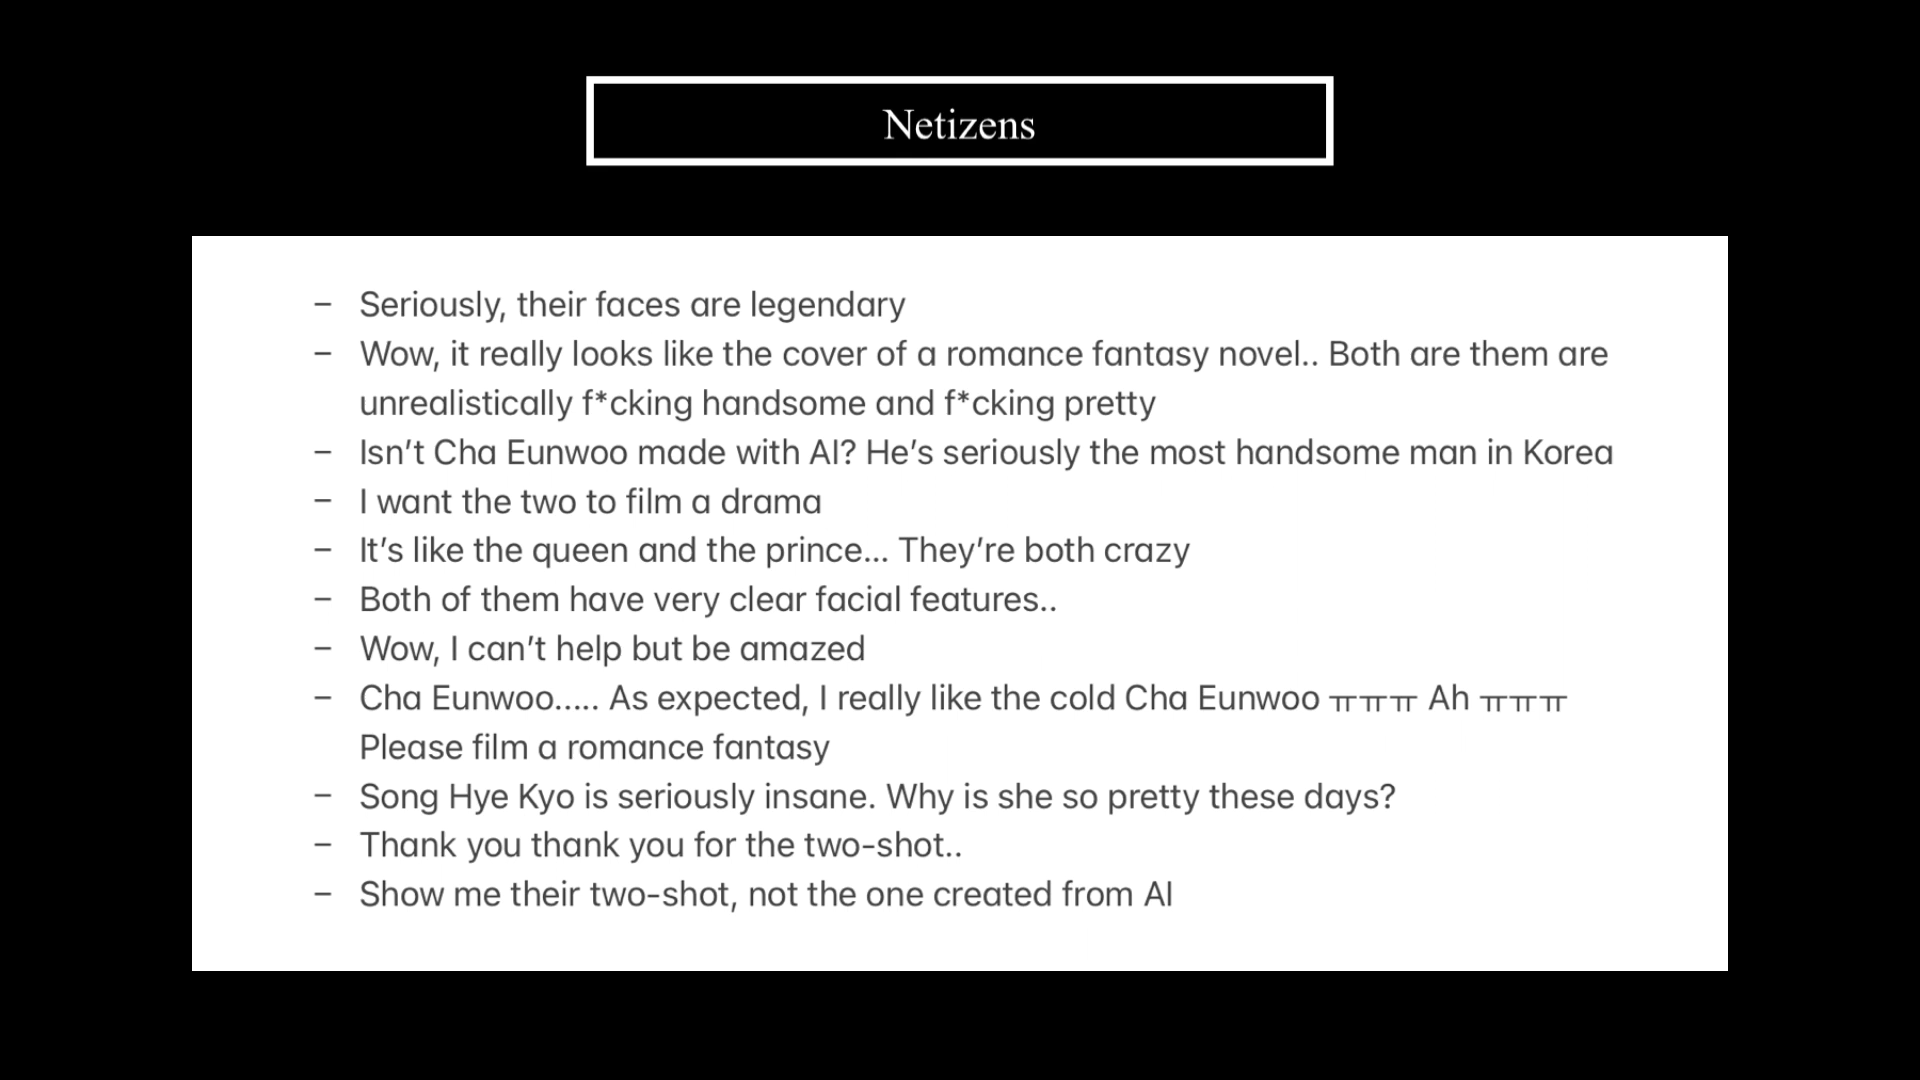 Netizens
– Seriously, their faces are legendary
– Wow, it really looks like the cover of a romance fantasy novel.. Both are them are
unrealistically f*cking handsome and f*cking pretty
– Isn’t Cha Eunwoo made with AI? He’s seriously the most handsome man in Korea
– I want the two to film a drama
– It’s like the queen and the prince... They’re both crazy
– Both of them have very clear facial features..
– Wow, I can’t help but be amazed
– Cha Eunwoo..... As expected, I really like the cold Cha Eunwoo ㅠㅠㅠ Ah ㅠㅠㅠ
Please film a romance fantasy
– Song Hye Kyo is seriously insane. Why is she so pretty these days?
– Thank you thank you for the two-shot..
– Show me their two-shot, not the one created from AI